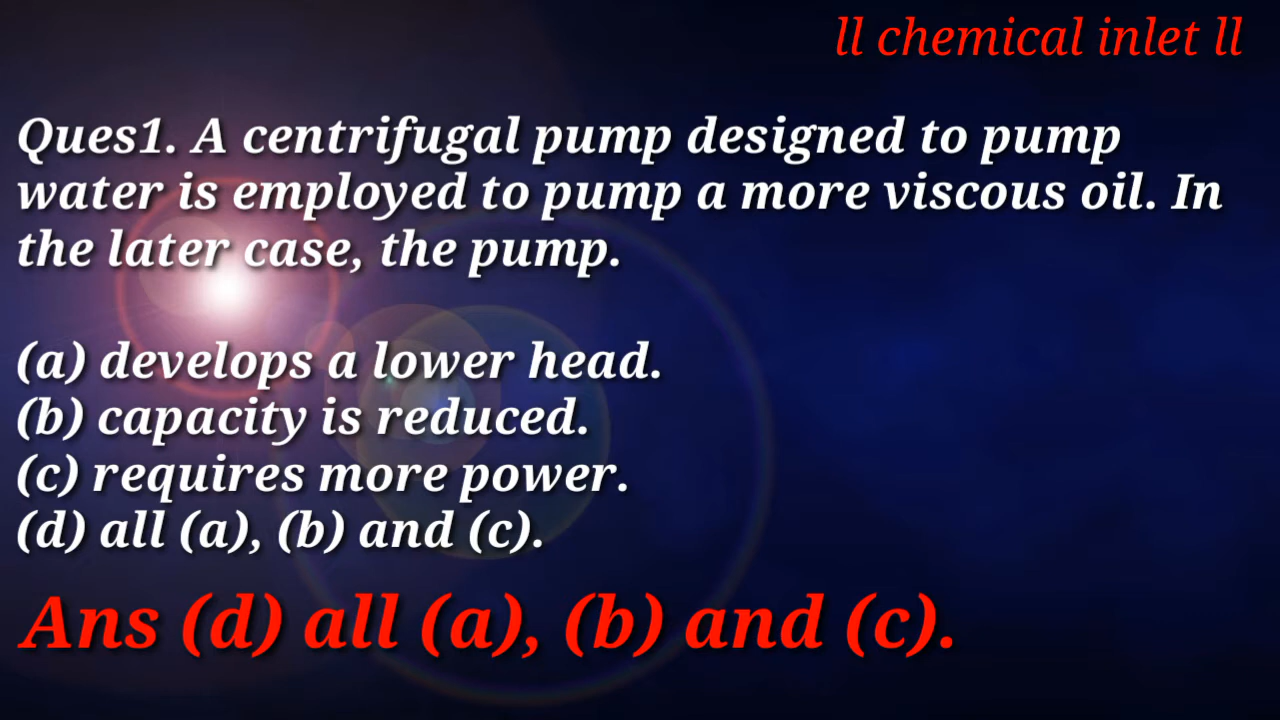 ll chemical inlet ll
Ques1. A centrifugal pump designed to pump
water is employed to pump a more viscous oil. In
the later case, the pump.
(a) develops a lower head.
(b) capacity is reduced.
(c) requires more power.
(d) all (a), (b) and (c).
Ans (d) all (a), (b) and (c).